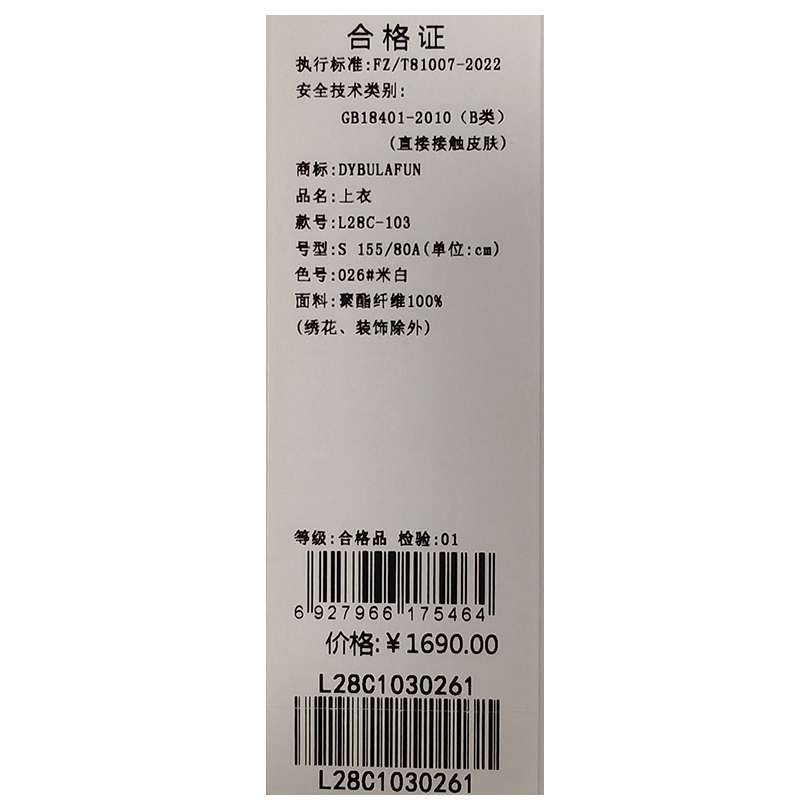 合格证
执行标准:FZ/T81007-2022
安全技术类别:
GB18401-2010（B类）
(直接接触皮肤)
商标:DYBULAFUN
品名:上衣
款号:L28C-103
号型:S 155/80A(单位:cm)
色号:026#米白
面料:聚酯纤维100%
(绣花、装饰除外)
等级:合格品 检验:01
6 927966 175464
价格:¥1690.00
L28C1030261
L28C1030261